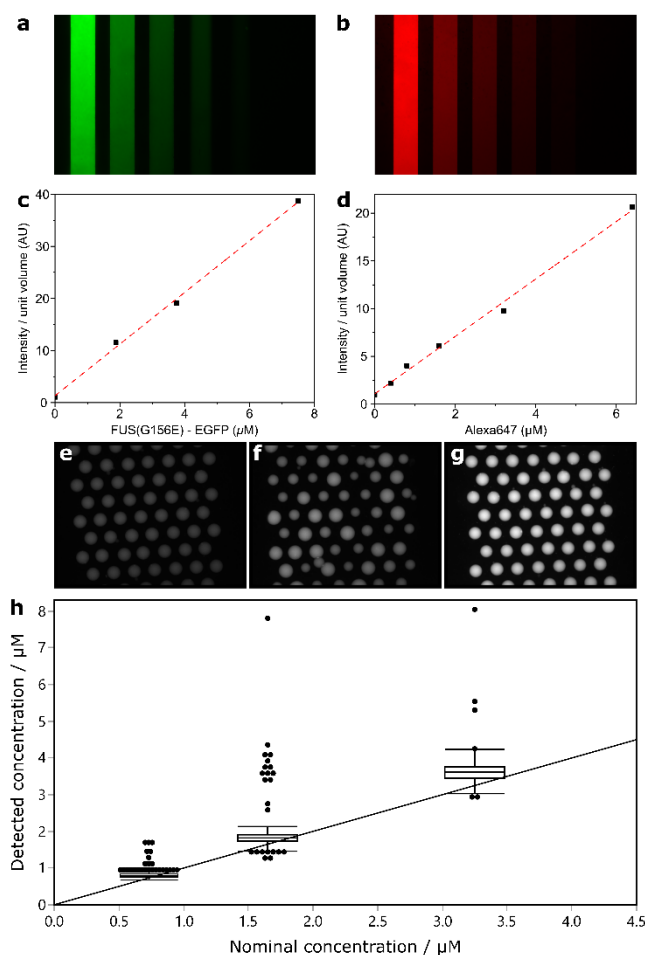 a
b
c
40
30
20
10
0
Intensity / unit volume (AU)
0 2 4 6 8
FUS(G156E) - EGFP (µM)
d
20
15
10
5
0
Intensity / unit volume (AU)
0 2 4 6
Alexa647 (µM)
e
f
g
h
8
7
6
5
4
3
2
1
0
Detected concentration / µM
0.0 0.5 1.0 1.5 2.0 2.5 3.0 3.5 4.0 4.5
Nominal concentration / µM